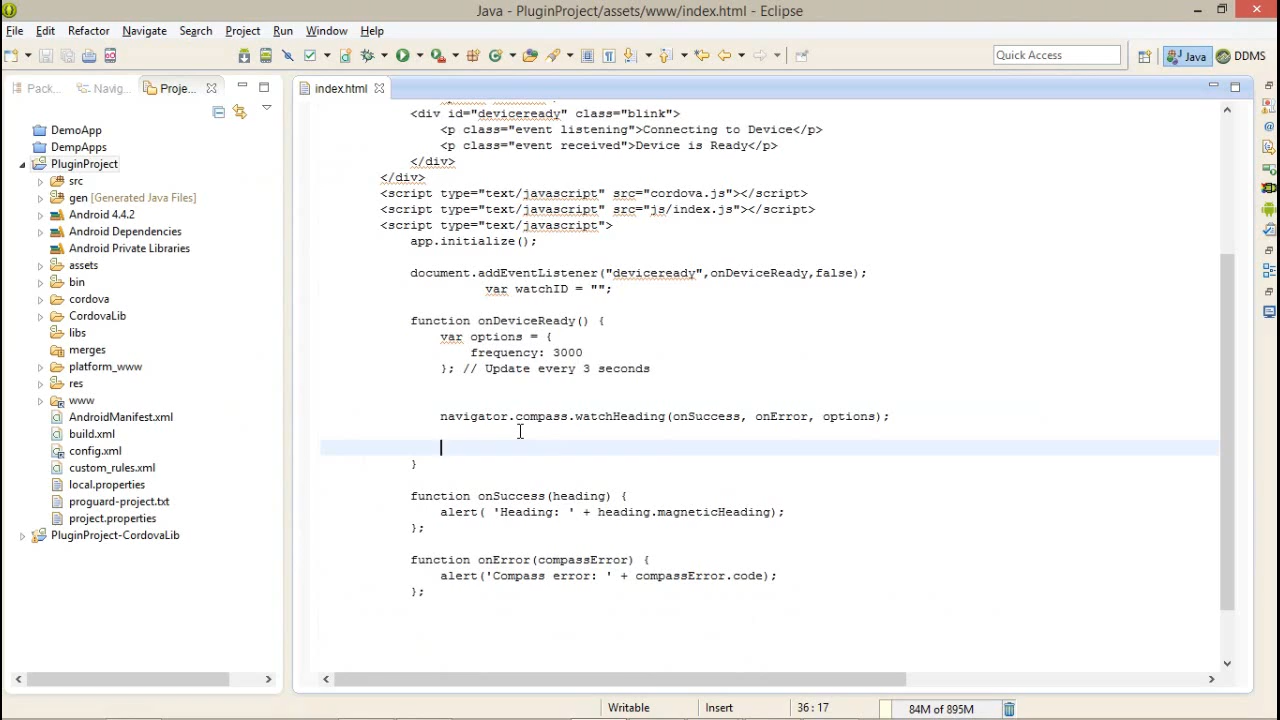 Java - PluginProject/assets/www/index.html - Eclipse
File Edit Refactor Navigate Search Project Run Window Help
Quick Access
Java
DDMS
Pack...
Navig...
Proje...
index.html
DemoApp
DempApps
PluginProject
src
gen [Generated Java Files]
Android 4.4.2
Android Dependencies
Android Private Libraries
assets
bin
cordova
CordovaLib
libs
merges
platform_www
res
www
AndroidManifest.xml
build.xml
config.xml
custom_rules.xml
local.properties
proguard-project.txt
project.properties
PluginProject-CordovaLib
<div id="deviceready" class="blink">
<p class="event listening">Connecting to Device</p>
<p class="event received">Device is Ready</p>
</div>
</div>
<script type="text/javascript" src="cordova.js"></script>
<script type="text/javascript" src="js/index.js"></script>
<script type="text/javascript">
app.initialize();
document.addEventListener("deviceready",onDeviceReady,false);
var watchID = "";
function onDeviceReady() {
var options = {
frequency: 3000
}; // Update every 3 seconds
navigator.compass.watchHeading(onSuccess, onError, options);
}
function onSuccess(heading) {
alert( 'Heading: ' + heading.magneticHeading);
};
function onError(compassError) {
alert('Compass error: ' + compassError.code);
};
Writable
Insert
36 : 17
84M of 895M